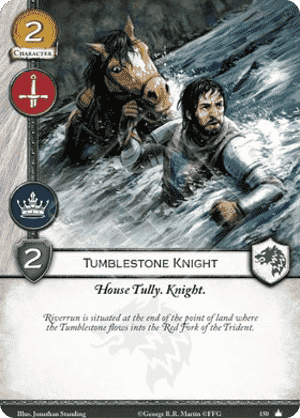 2
CHARACTER
2
TUMBLESTONE KNIGHT
House Tully. Knight.
Riverrun is situated at the end of the point of land where
the Tumblestone flows into the Red Fork of the Trident.
Illus. Jonathan Standing ©George R.R. Martin ©FFG 159